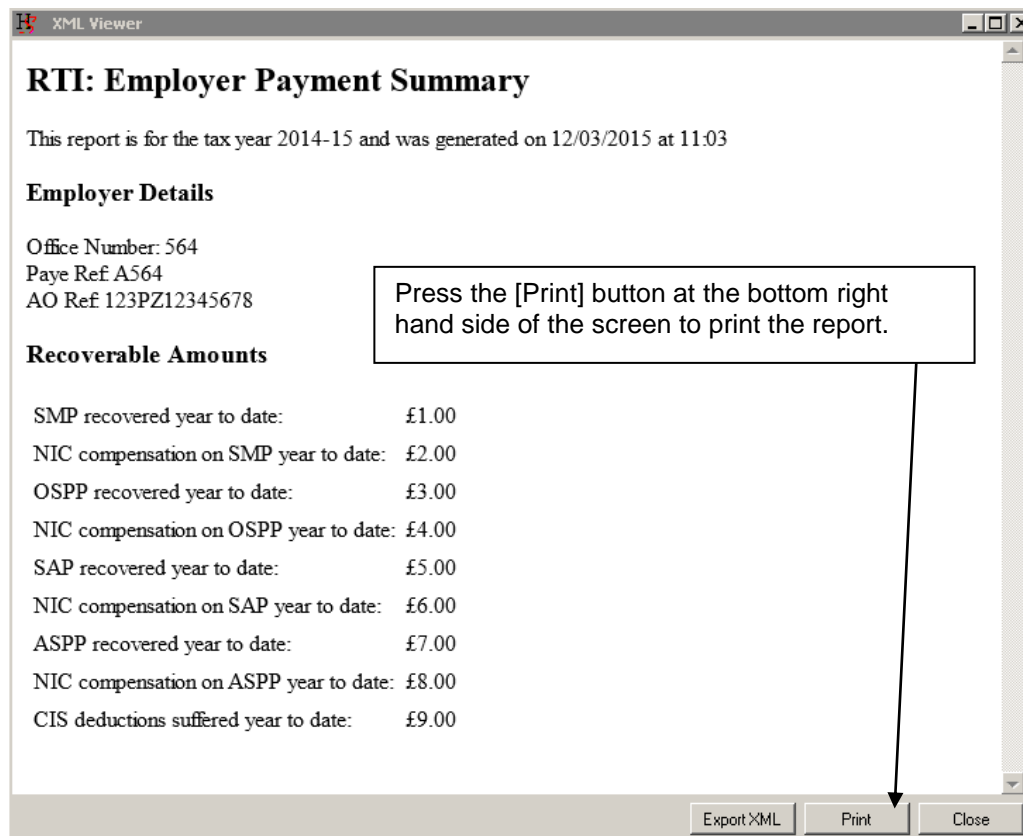 XML Viewer
RTI: Employer Payment Summary
This report is for the tax year 2014-15 and was generated on 12/03/2015 at 11:03
Employer Details
Office Number: 564
Paye Ref: A564
AO Ref: 123PZ12345678
Press the [Print] button at the bottom right
hand side of the screen to print the report.
Recoverable Amounts
SMP recovered year to date: £1.00
NIC compensation on SMP year to date: £2.00
OSPP recovered year to date: £3.00
NIC compensation on OSPP year to date: £4.00
SAP recovered year to date: £5.00
NIC compensation on SAP year to date: £6.00
ASPP recovered year to date: £7.00
NIC compensation on ASPP year to date: £8.00
CIS deductions suffered year to date: £9.00
Export XML Print Close